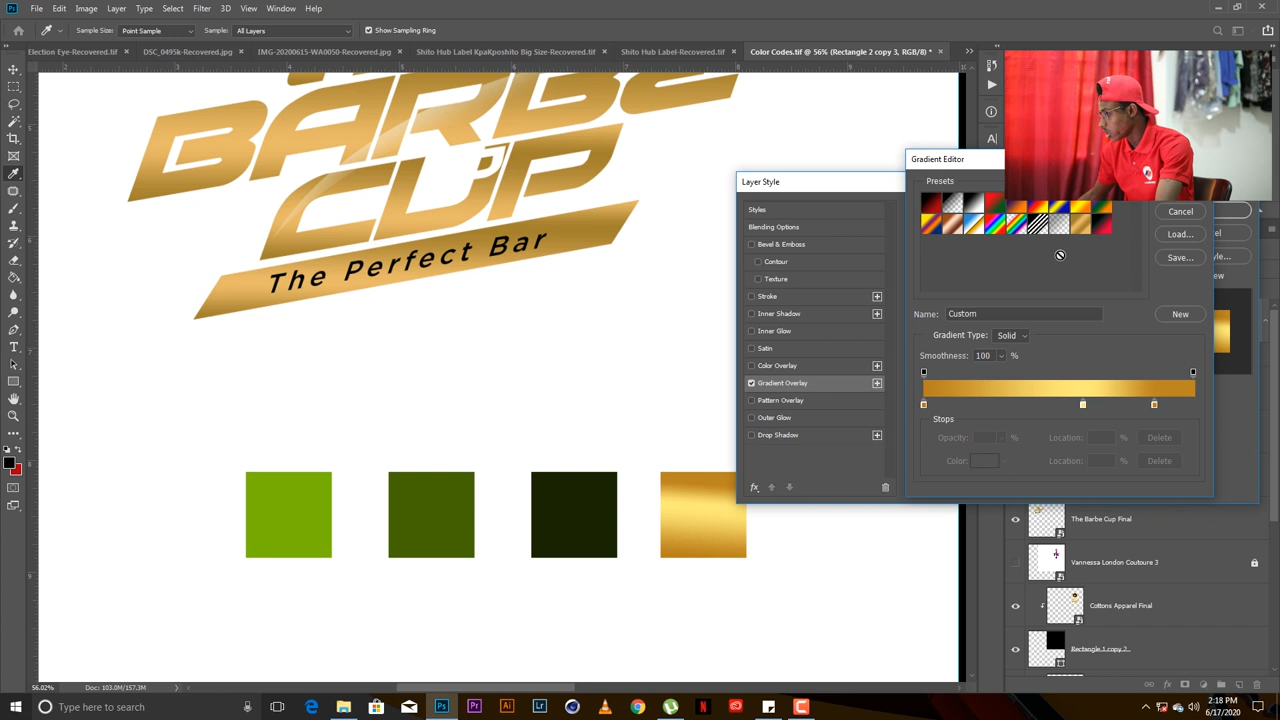 File Edit Image Layer Type Select Filter 3D View Window Help
Sample Size: Point Sample Sample: All Layers Show Sampling Ring
Election Eye-Recovered.tif × DSC_0495k-Recovered.jpg × IMG-20200615-WA0050-Recovered.jpg × Shito Hub Label KpaKposhito Big Size-Recovered.tif × Shito Hub Label-Recovered.tif × Color Codes.tif @ 56% (Rectangle 2 copy 3, RGB/8) * ×
BARBE
CUP
The Perfect Bar
Layer Style
Styles
Blending Options
Bevel & Emboss
Contour
Texture
Stroke
Inner Shadow
Inner Glow
Satin
Color Overlay
Gradient Overlay
Pattern Overlay
Outer Glow
Drop Shadow
fx
Gradient Editor
Presets
Cancel
Load...
Save...
Name: Custom New
Gradient Type: Solid
Smoothness: 100 %
Stops
Opacity: % Location: % Delete
Color: Location: % Delete
The Barbe Cup Final
Vannessa London Coutoure 3
Cottons Apparel Final
Rectangle 1 copy 2
56.02% Doc: 103.0M/157.3M
Type here to search
2:18 PM
6/17/2020